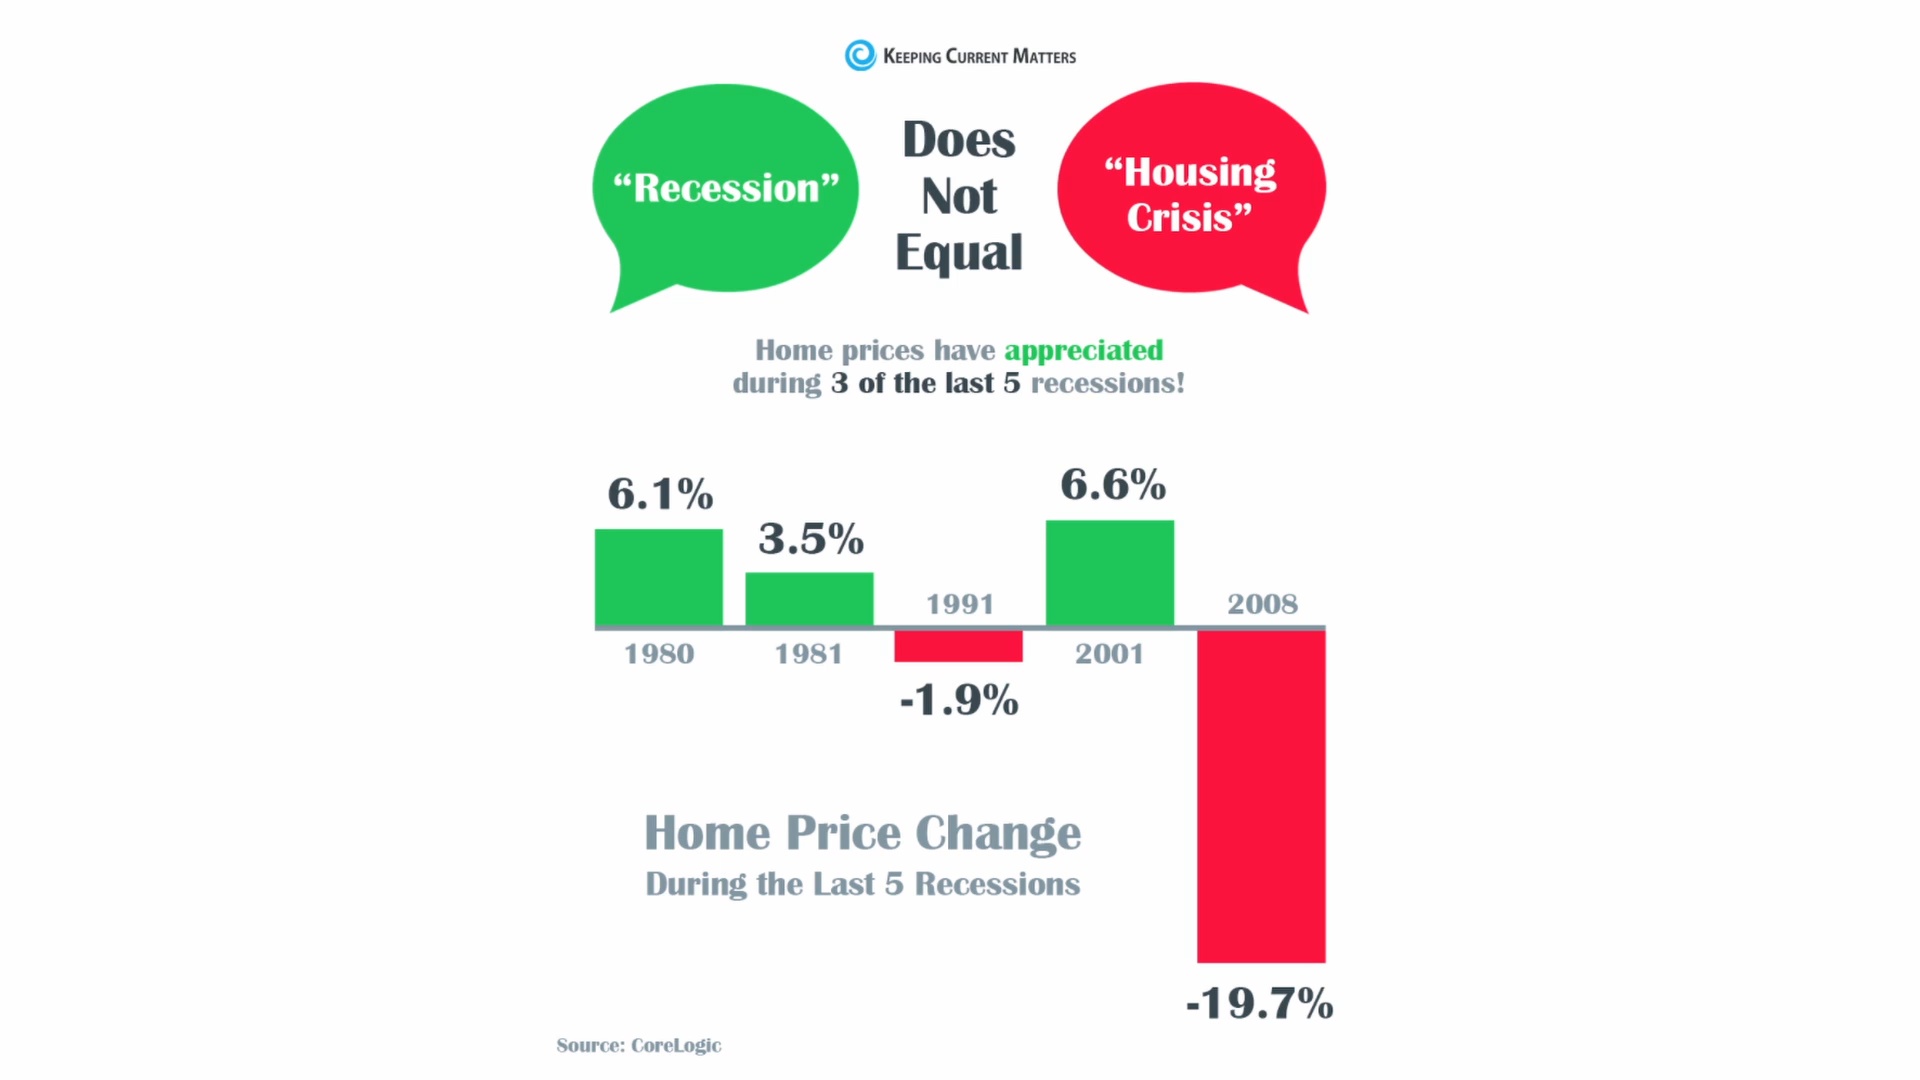 KEEPING CURRENT MATTERS
“Recession”
Does
Not
Equal
“Housing
Crisis”
Home prices have appreciated
during 3 of the last 5 recessions!
6.1%
3.5%
6.6%
1991
2008
1980
1981
2001
-1.9%
Home Price Change
During the Last 5 Recessions
-19.7%
Source: CoreLogic